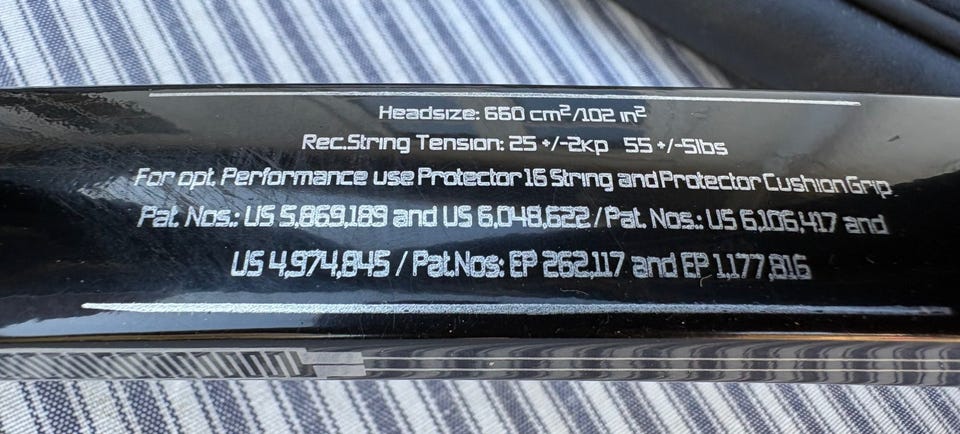 Headsize: 660 cm²/102 in²
Rec.String Tension: 25 +/-2kp 55 +/-5lbs
For opt. Performance use Protector 16 String and Protector Cushion Grip
Pat. Nos.: US 5,869,189 and US 6,048,622 / Pat. Nos.: US 6,106,417 and
US 4,974,845 / Pat.Nos: EP 262,117 and EP 1,177,816